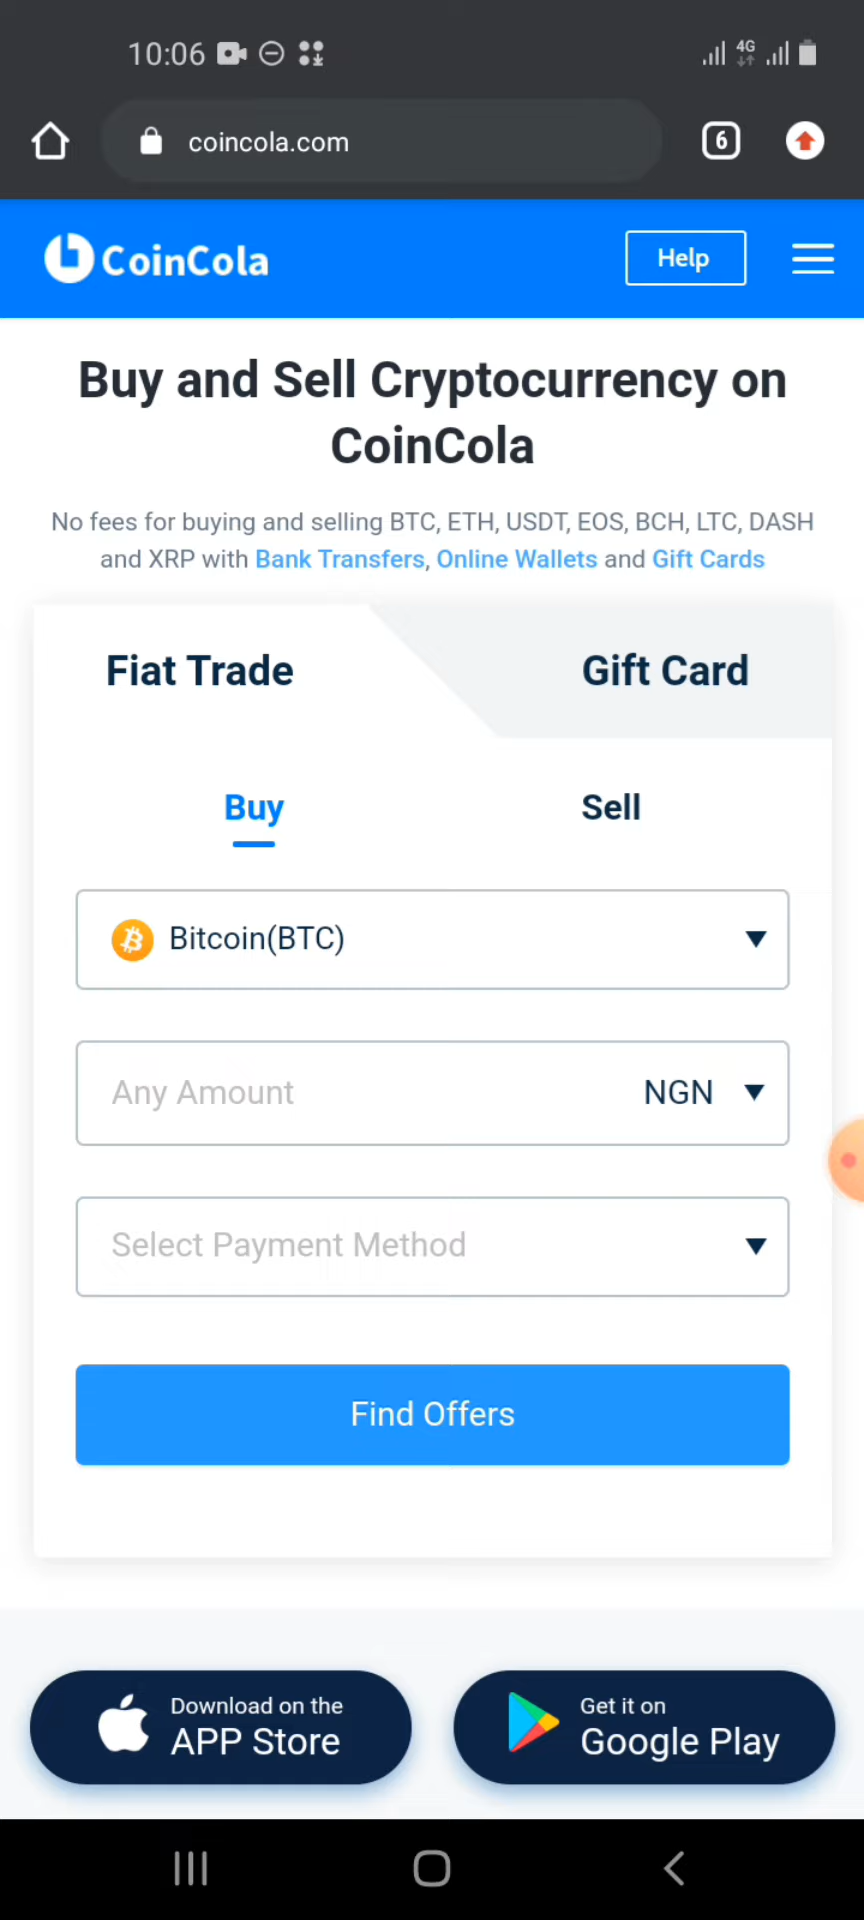 10:06
4G
coincola.com
6
CoinCola
Help
Buy and Sell Cryptocurrency on
CoinCola
No fees for buying and selling BTC, ETH, USDT, EOS, BCH, LTC, DASH
and XRP with Bank Transfers, Online Wallets and Gift Cards
Fiat Trade
Gift Card
Buy
Sell
Bitcoin(BTC)
Any Amount
NGN
Select Payment Method
Find Offers
Download on the
APP Store
Get it on
Google Play